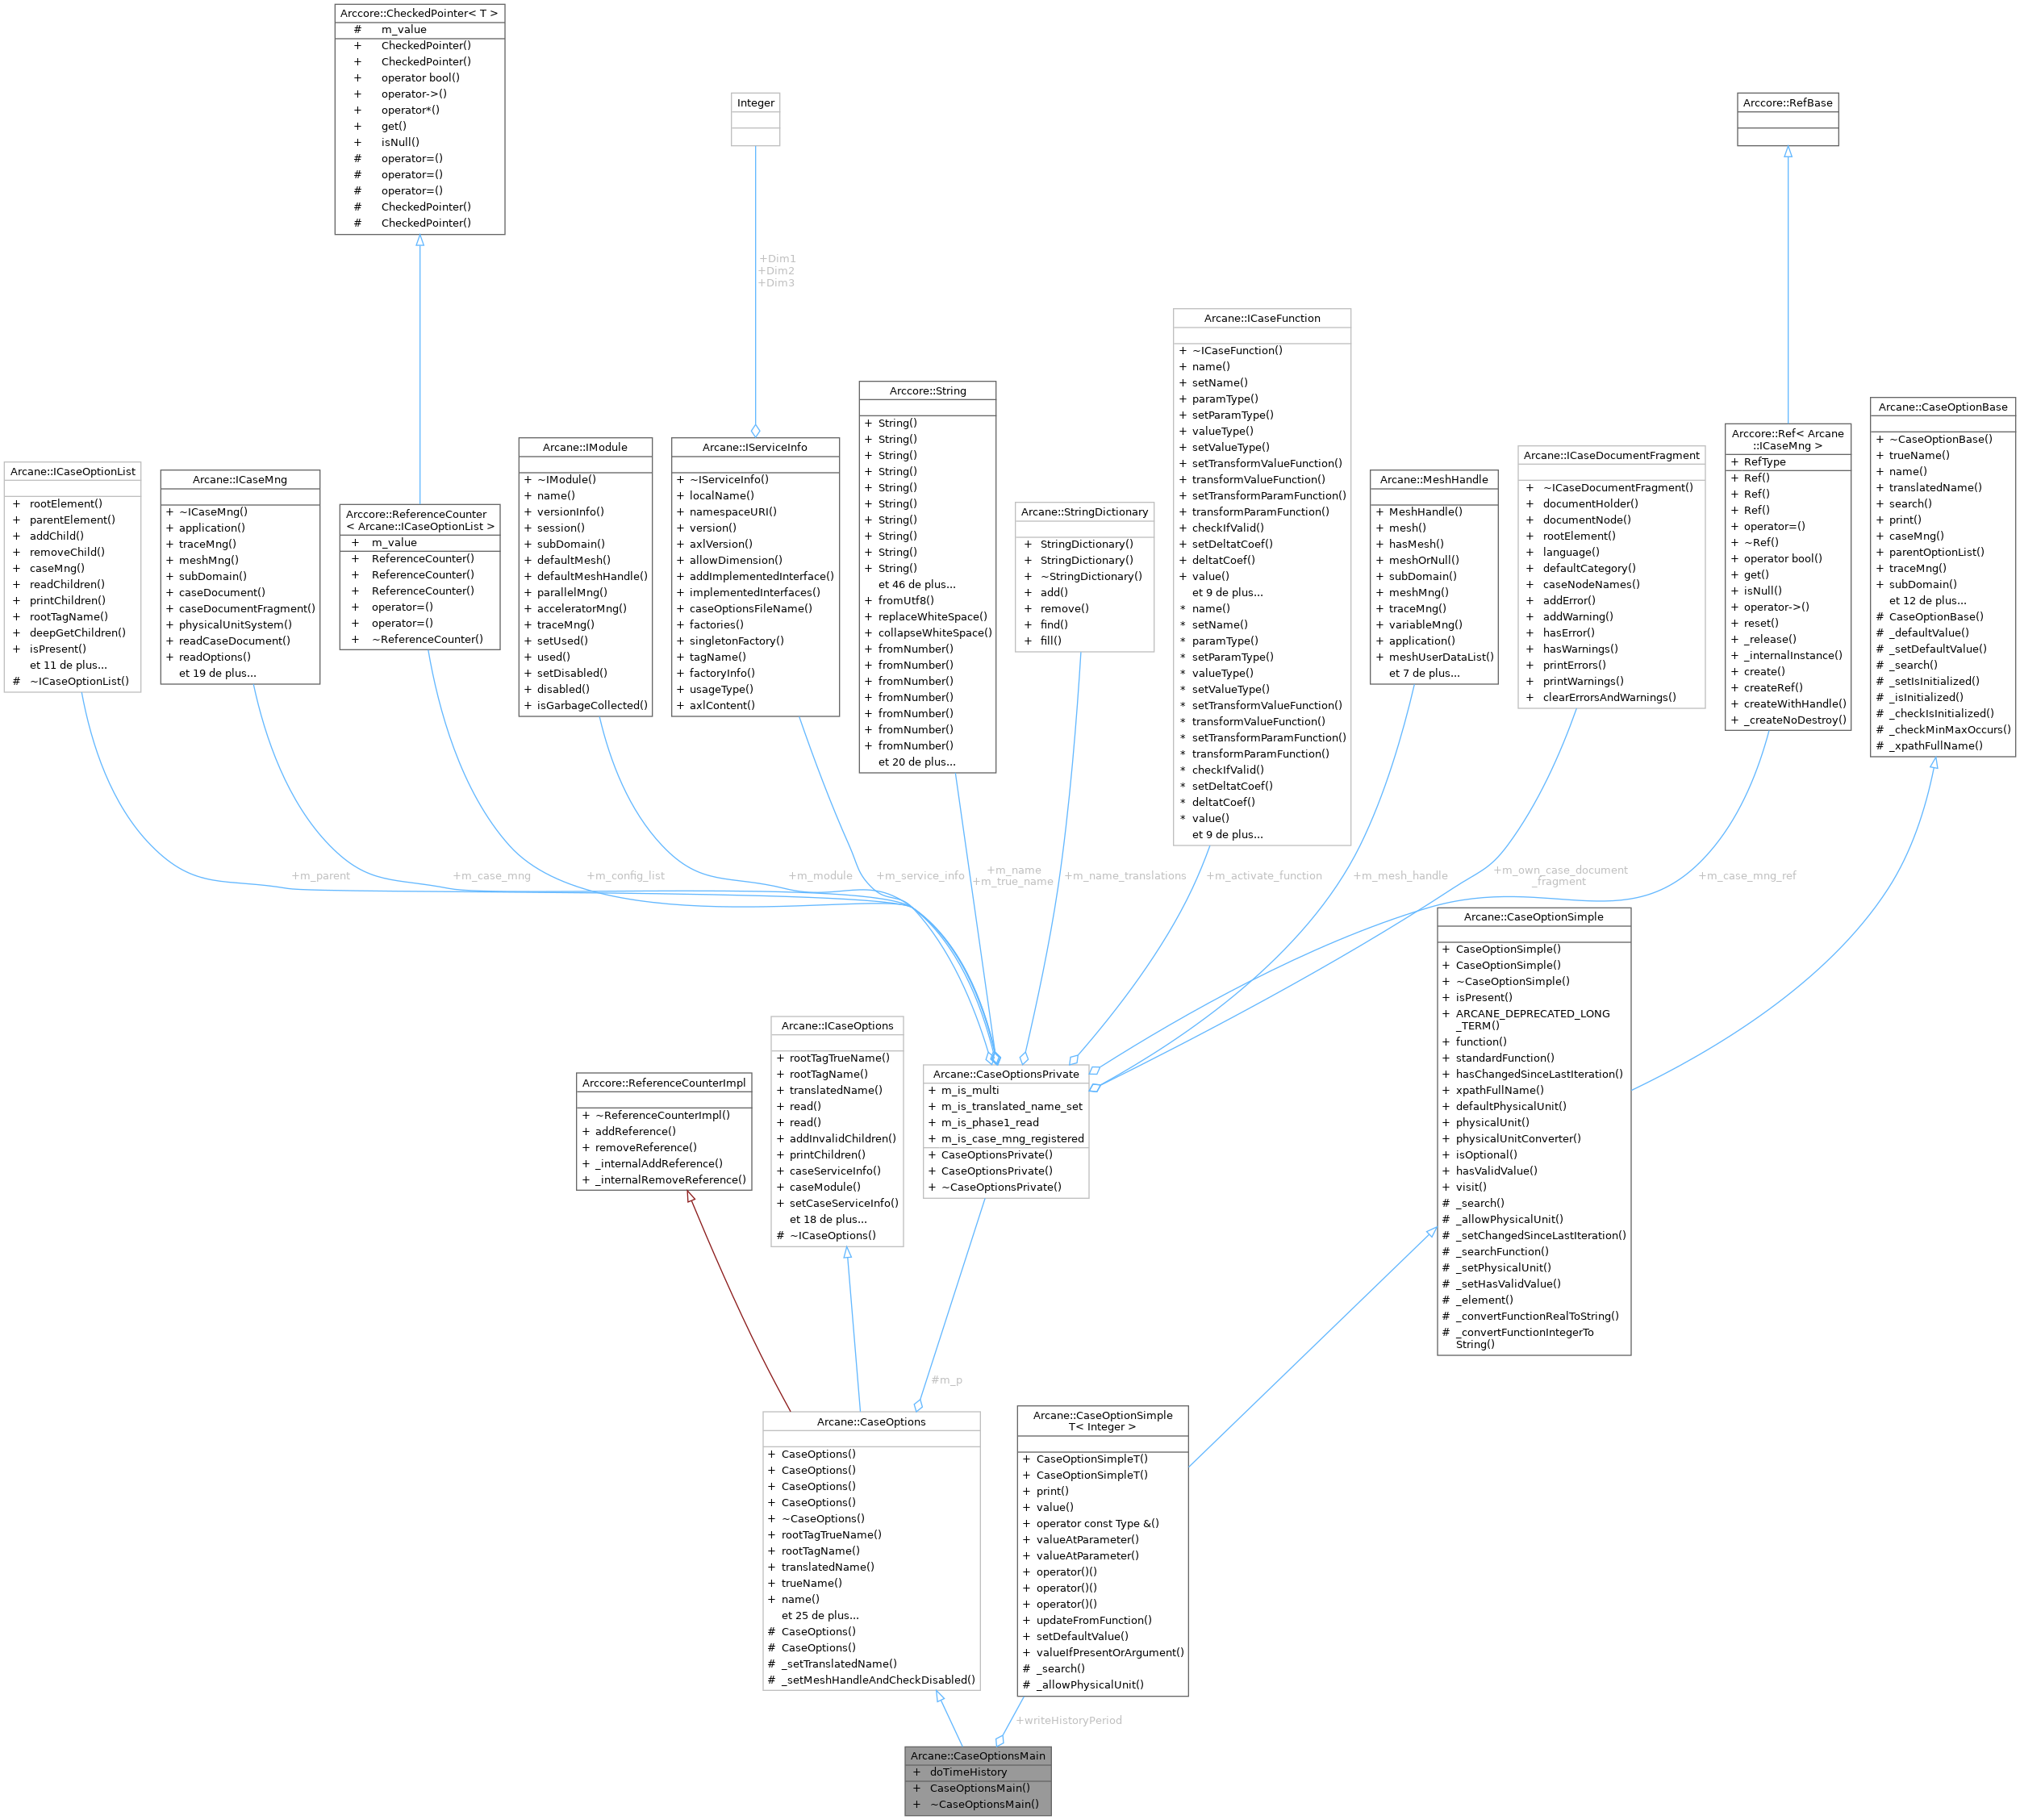 Arccore::CheckedPointer< T >
# m_value
+ CheckedPointer()
+ CheckedPointer()
+ operator bool()
+ operator->()
+ operator*()
+ get()
+ isNull()
# operator=()
# operator=()
# operator=()
# CheckedPointer()
# CheckedPointer()
Integer
Arccore::RefBase
+Dim1
+Dim2
+Dim3
Arcane::ICaseOptionList
+ rootElement()
+ parentElement()
+ addChild()
+ removeChild()
+ caseMng()
+ readChildren()
+ printChildren()
+ rootTagName()
+ deepGetChildren()
+ isPresent()
et 11 de plus...
# ~ICaseOptionList()
Arcane::ICaseMng
+ ~ICaseMng()
+ application()
+ traceMng()
+ meshMng()
+ subDomain()
+ caseDocument()
+ caseDocumentFragment()
+ physicalUnitSystem()
+ readCaseDocument()
+ readOptions()
et 19 de plus...
Arccore::ReferenceCounter
< Arcane::ICaseOptionList >
+ m_value
+ ReferenceCounter()
+ ReferenceCounter()
+ ReferenceCounter()
+ operator=()
+ operator=()
+ ~ReferenceCounter()
Arcane::IModule
+ ~IModule()
+ name()
+ versionInfo()
+ session()
+ subDomain()
+ defaultMesh()
+ defaultMeshHandle()
+ parallelMng()
+ acceleratorMng()
+ traceMng()
+ setUsed()
+ used()
+ setDisabled()
+ disabled()
+ isGarbageCollected()
Arcane::IServiceInfo
+ ~IServiceInfo()
+ localName()
+ namespaceURI()
+ version()
+ axlVersion()
+ allowDimension()
+ addImplementedInterface()
+ implementedInterfaces()
+ caseOptionsFileName()
+ factories()
+ singletonFactory()
+ tagName()
+ factoryInfo()
+ usageType()
+ axlContent()
Arccore::String
+ String()
+ String()
+ String()
+ String()
+ String()
+ String()
+ String()
+ String()
+ String()
+ String()
et 46 de plus...
+ fromUtf8()
+ replaceWhiteSpace()
+ collapseWhiteSpace()
+ fromNumber()
+ fromNumber()
+ fromNumber()
+ fromNumber()
+ fromNumber()
+ fromNumber()
+ fromNumber()
et 20 de plus...
Arcane::StringDictionary
+ StringDictionary()
+ StringDictionary()
+ ~StringDictionary()
+ add()
+ remove()
+ find()
+ fill()
Arcane::ICaseFunction
+ ~ICaseFunction()
+ name()
+ setName()
+ paramType()
+ setParamType()
+ valueType()
+ setValueType()
+ setTransformValueFunction()
+ transformValueFunction()
+ setTransformParamFunction()
+ transformParamFunction()
+ checkIfValid()
+ setDeltatCoef()
+ deltatCoef()
+ value()
et 9 de plus...
* name()
* setName()
* paramType()
* setParamType()
* valueType()
* setValueType()
* setTransformValueFunction()
* transformValueFunction()
* setTransformParamFunction()
* transformParamFunction()
* checkIfValid()
* setDeltatCoef()
* deltatCoef()
* value()
et 9 de plus...
Arcane::MeshHandle
+ MeshHandle()
+ mesh()
+ hasMesh()
+ meshOrNull()
+ subDomain()
+ meshMng()
+ traceMng()
+ variableMng()
+ application()
+ meshUserDataList()
et 7 de plus...
Arcane::ICaseDocumentFragment
+ ~ICaseDocumentFragment()
+ documentHolder()
+ documentNode()
+ rootElement()
+ language()
+ defaultCategory()
+ caseNodeNames()
+ addError()
+ addWarning()
+ hasError()
+ hasWarnings()
+ printErrors()
+ printWarnings()
+ clearErrorsAndWarnings()
Arccore::Ref< Arcane
::ICaseMng >
+ RefType
+ Ref()
+ Ref()
+ Ref()
+ operator=()
+ ~Ref()
+ operator bool()
+ get()
+ isNull()
+ operator->()
+ reset()
+ _release()
+ _internalInstance()
+ create()
+ createRef()
+ createWithHandle()
+ _createNoDestroy()
Arcane::CaseOptionBase
+ ~CaseOptionBase()
+ trueName()
+ name()
+ translatedName()
+ search()
+ print()
+ caseMng()
+ parentOptionList()
+ traceMng()
+ subDomain()
et 12 de plus...
# CaseOptionBase()
# _defaultValue()
# _setDefaultValue()
# _search()
# _setIsInitialized()
# _isInitialized()
# _checkIsInitialized()
# _checkMinMaxOccurs()
# _xpathFullName()
+m_parent
+m_case_mng
+m_config_list
+m_module
+m_service_info
+m_name
+m_true_name
+m_name_translations
+m_activate_function
+m_mesh_handle
+m_own_case_document
_fragment
+m_case_mng_ref
Arcane::CaseOptionSimple
+ CaseOptionSimple()
+ CaseOptionSimple()
+ ~CaseOptionSimple()
+ isPresent()
+ ARCANE_DEPRECATED_LONG
_TERM()
+ function()
+ standardFunction()
+ hasChangedSinceLastIteration()
+ xpathFullName()
+ defaultPhysicalUnit()
+ physicalUnit()
+ physicalUnitConverter()
+ isOptional()
+ hasValidValue()
+ visit()
# _search()
# _allowPhysicalUnit()
# _setChangedSinceLastIteration()
# _searchFunction()
# _setPhysicalUnit()
# _setHasValidValue()
# _element()
# _convertFunctionRealToString()
# _convertFunctionIntegerTo
String()
Arccore::ReferenceCounterImpl
+ ~ReferenceCounterImpl()
+ addReference()
+ removeReference()
+ _internalAddReference()
+ _internalRemoveReference()
Arcane::ICaseOptions
+ rootTagTrueName()
+ rootTagName()
+ translatedName()
+ read()
+ read()
+ addInvalidChildren()
+ printChildren()
+ caseServiceInfo()
+ caseModule()
+ setCaseServiceInfo()
et 18 de plus...
# ~ICaseOptions()
Arcane::CaseOptionsPrivate
+ m_is_multi
+ m_is_translated_name_set
+ m_is_phase1_read
+ m_is_case_mng_registered
+ CaseOptionsPrivate()
+ CaseOptionsPrivate()
+ ~CaseOptionsPrivate()
#m_p
Arcane::CaseOptions
+ CaseOptions()
+ CaseOptions()
+ CaseOptions()
+ CaseOptions()
+ ~CaseOptions()
+ rootTagTrueName()
+ rootTagName()
+ translatedName()
+ trueName()
+ name()
et 25 de plus...
# CaseOptions()
# CaseOptions()
# _setTranslatedName()
# _setMeshHandleAndCheckDisabled()
Arcane::CaseOptionSimple
T< Integer >
+ CaseOptionSimpleT()
+ CaseOptionSimpleT()
+ print()
+ value()
+ operator const Type &()
+ valueAtParameter()
+ valueAtParameter()
+ operator()()
+ operator()()
+ operator()()
+ updateFromFunction()
+ setDefaultValue()
+ valueIfPresentOrArgument()
# _search()
# _allowPhysicalUnit()
+writeHistoryPeriod
Arcane::CaseOptionsMain
+ doTimeHistory
+ CaseOptionsMain()
+ ~CaseOptionsMain()